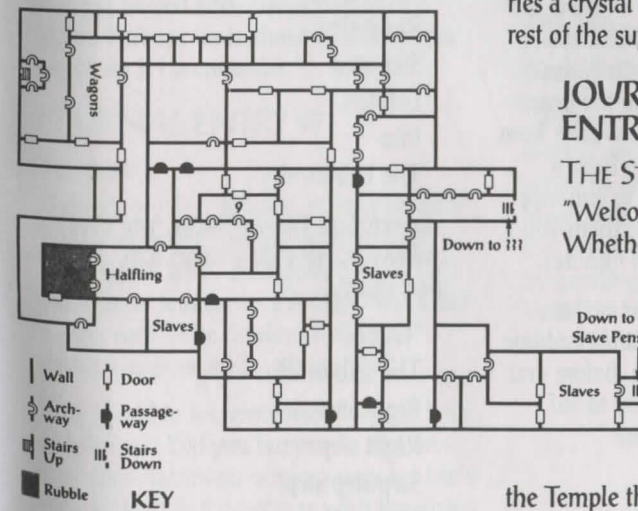 Wagons
9
Halfling
Slaves
Slaves
Down to ???
Down to
Slave Pens
Slaves
Wall
Door
Arch-
way
Passage-
way
Stairs
Up
Stairs
Down
Rubble
KEY
ries a crystal
rest of the su
JOUR
ENTR
THE S
"Welco
Wheth
the Temple th